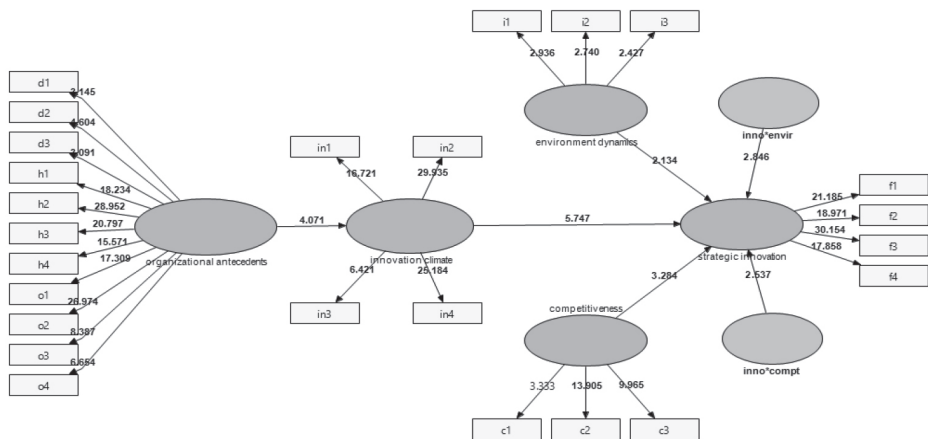 i1
i2
i3
2.936
2.740
2.427
environment dynamics
2.134
inno*envir
2.846
d1
d2
d3
h1
h2
h3
h4
o1
o2
o3
o4
3.145
4.604
3.091
18.234
28.952
20.797
15.571
17.309
26.974
8.387
6.654
organizational antecedents
4.071
in1
in2
16.721
29.935
innovation climate
6.421
25.184
in3
in4
5.747
strategic innovation
21.185
18.971
30.154
17.858
f1
f2
f3
f4
3.284
2.537
competitiveness
3.333
13.905
9.965
c1
c2
c3
inno*compt